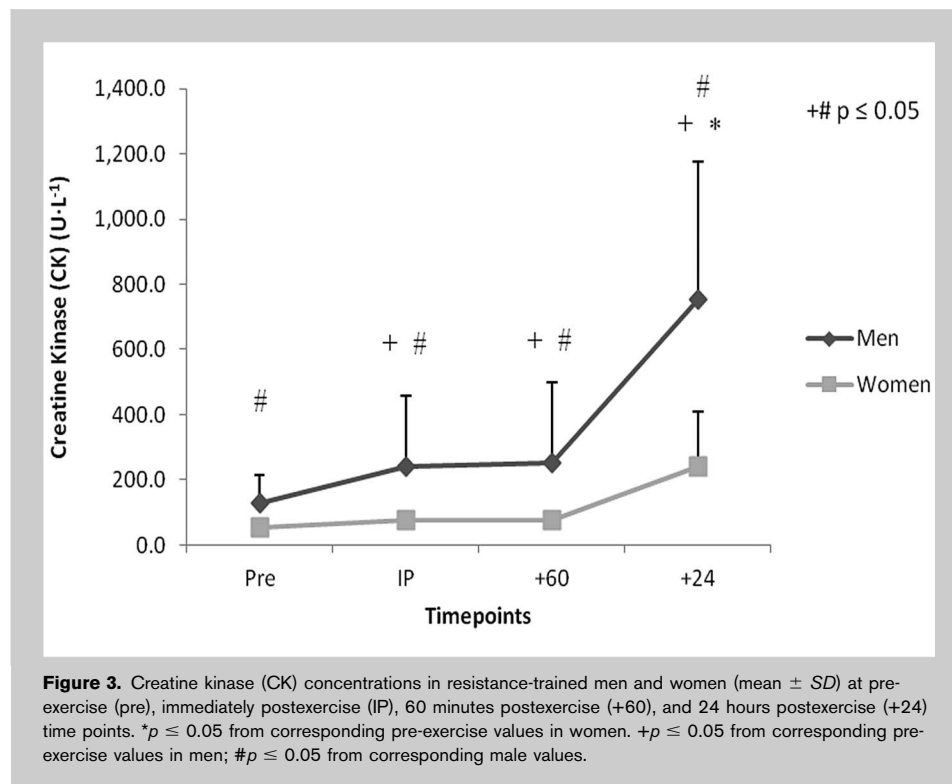 1,400.0
1,200.0
1,000.0
800.0
600.0
400.0
200.0
0.0
Creatine Kinase (CK) (U·L-1)
#
+ #
+ #
#
+ *
+# p ≤ 0.05
Men
Women
Pre IP +60 +24
Timepoints
Figure 3. Creatine kinase (CK) concentrations in resistance-trained men and women (mean ± SD) at pre-
exercise (pre), immediately postexercise (IP), 60 minutes postexercise (+60), and 24 hours postexercise (+24)
time points. *p ≤ 0.05 from corresponding pre-exercise values in women. +p ≤ 0.05 from corresponding pre-
exercise values in men; #p ≤ 0.05 from corresponding male values.